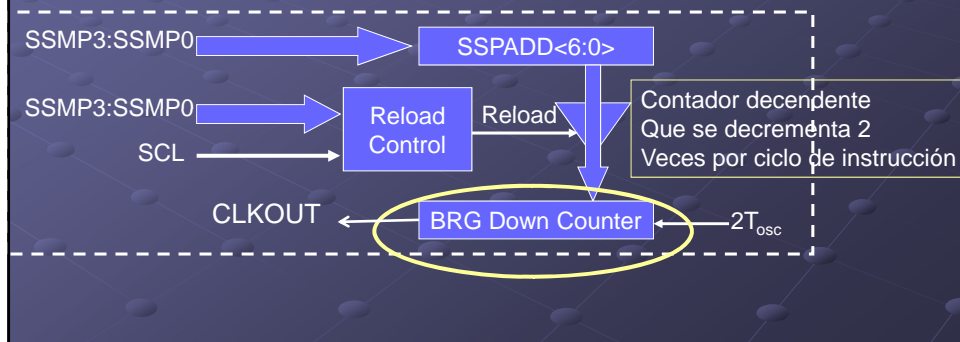 SSMP3:SSMP0
SSPADD<6:0>
SSMP3:SSMP0
Reload
Control
Reload
SCL
Contador decendente
Que se decrementa 2
Veces por ciclo de instrucción
CLKOUT
BRG Down Counter
2Tosc